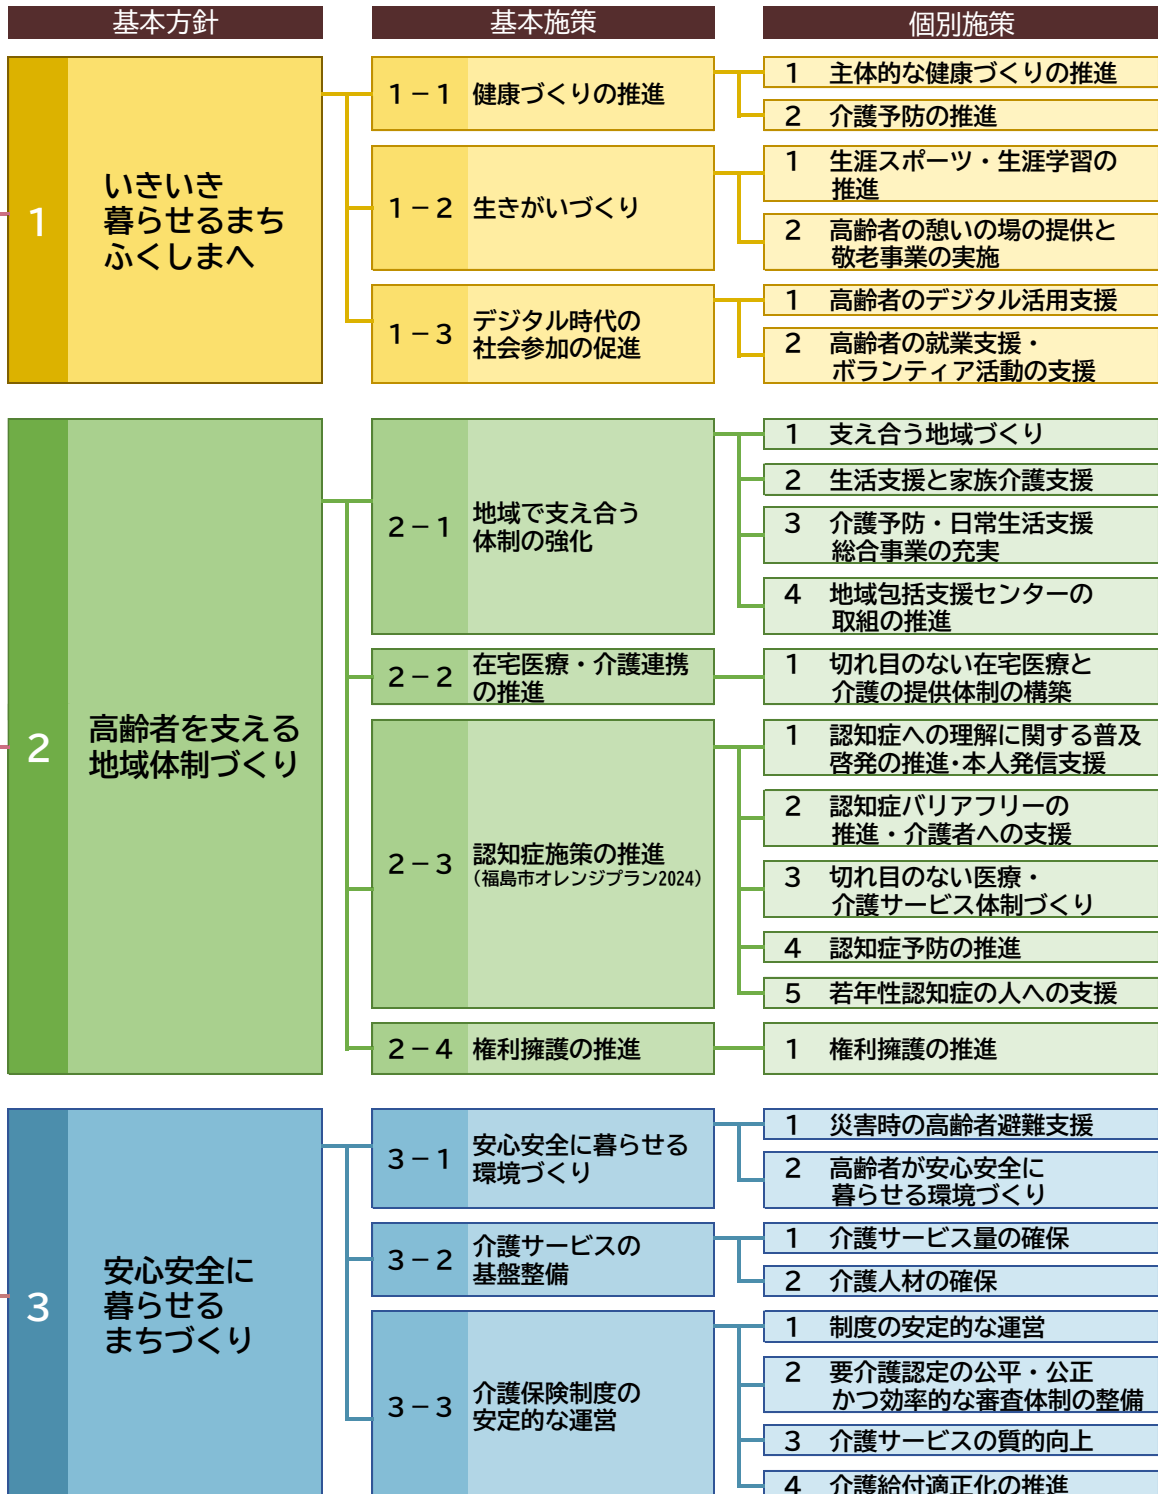 基本方針
基本施策
個別施策
1
いきいき
暮らせるまち
ふくしまへ
1－1 健康づくりの推進
1 主体的な健康づくりの推進
2 介護予防の推進
1－2 生きがいづくり
1 生涯スポーツ・生涯学習の
推進
2 高齢者の憩いの場の提供と
敬老事業の実施
1－3 デジタル時代の
社会参加の促進
1 高齢者のデジタル活用支援
2 高齢者の就業支援・
ボランティア活動の支援
2
高齢者を支える
地域体制づくり
2－1 地域で支え合う
体制の強化
1 支え合う地域づくり
2 生活支援と家族介護支援
3 介護予防・日常生活支援
総合事業の充実
4 地域包括支援センターの
取組の推進
2－2 在宅医療・介護連携
の推進
1 切れ目のない在宅医療と
介護の提供体制の構築
2－3 認知症施策の推進
（福島市オレンジプラン2024）
1 認知症への理解に関する普及
啓発の推進・本人発信支援
2 認知症バリアフリーの
推進・介護者への支援
3 切れ目のない医療・
介護サービス体制づくり
4 認知症予防の推進
5 若年性認知症の人への支援
2－4 権利擁護の推進
1 権利擁護の推進
3
安心安全に
暮らせる
まちづくり
3－1 安心安全に暮らせる
環境づくり
1 災害時の高齢者避難支援
2 高齢者が安心安全に
暮らせる環境づくり
3－2 介護サービスの
基盤整備
1 介護サービス量の確保
2 介護人材の確保
3－3 介護保険制度の
安定的な運営
1 制度の安定的な運営
2 要介護認定の公平・公正
かつ効率的な審査体制の整備
3 介護サービスの質的向上
4 介護給付適正化の推進